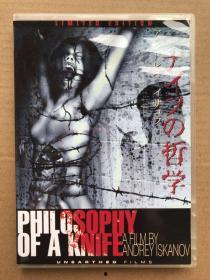 LIMITED EDITION
ナイフの哲学
PHILOSOPHY
OF A KNIFE
A FILM BY
ANDREY ISKANOV
UNEARTHED FILMS